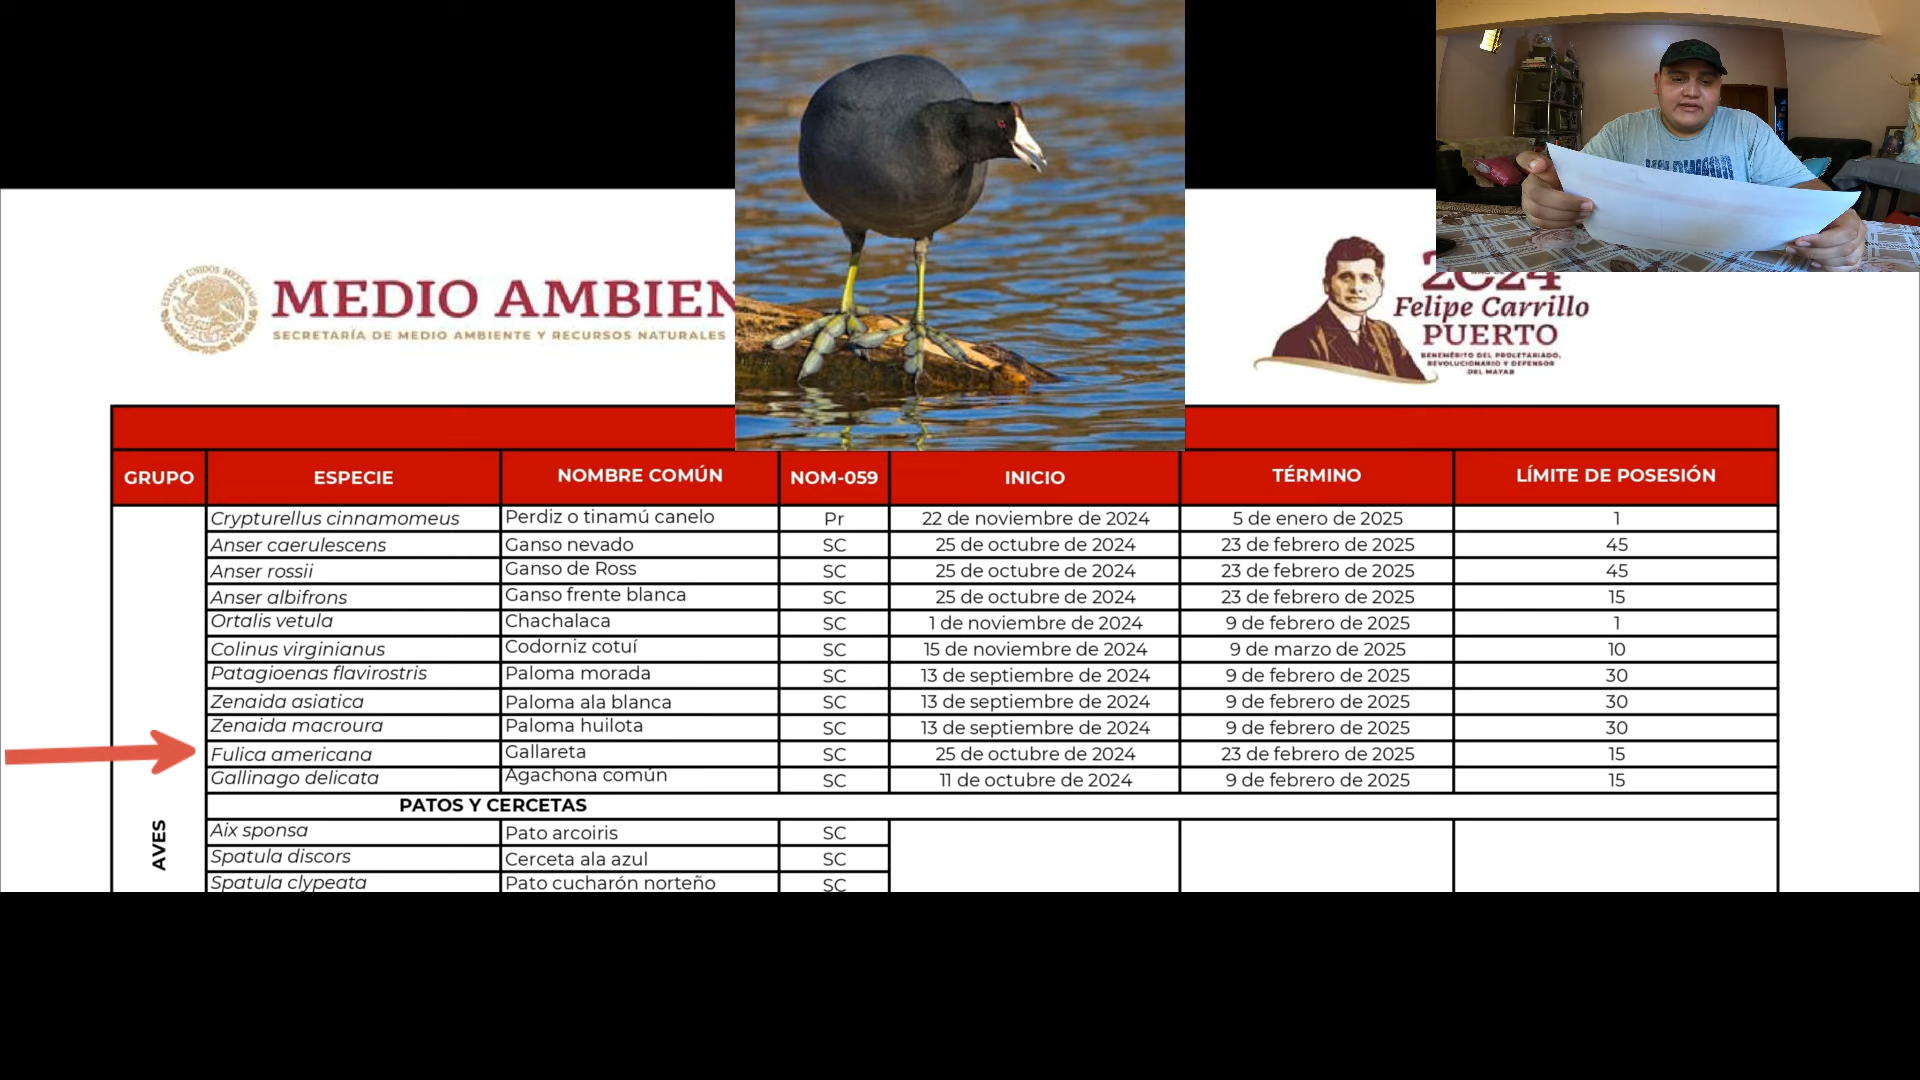 MEDIO AMBIEN
SECRETARÍA DE MEDIO AMBIENTE Y RECURSOS NATURALES
ESTADOS UNIDOS MEXICANOS
2024
Felipe Carrillo
PUERTO
BENEMÉRITO DEL PROLETARIADO,
REVOLUCIONARIO Y DEFENSOR
DEL MAYAB
GRUPO ESPECIE NOMBRE COMÚN NOM-059 INICIO TÉRMINO LÍMITE DE POSESIÓN
Crypturellus cinnamomeus Perdiz o tinamú canelo Pr 22 de noviembre de 2024 5 de enero de 2025 1
Anser caerulescens Ganso nevado SC 25 de octubre de 2024 23 de febrero de 2025 45
Anser rossii Ganso de Ross SC 25 de octubre de 2024 23 de febrero de 2025 45
Anser albifrons Ganso frente blanca SC 25 de octubre de 2024 23 de febrero de 2025 15
Ortalis vetula Chachalaca SC 1 de noviembre de 2024 9 de febrero de 2025 1
Colinus virginianus Codorniz cotuí SC 15 de noviembre de 2024 9 de marzo de 2025 10
Patagioenas flavirostris Paloma morada SC 13 de septiembre de 2024 9 de febrero de 2025 30
Zenaida asiatica Paloma ala blanca SC 13 de septiembre de 2024 9 de febrero de 2025 30
Zenaida macroura Paloma huilota SC 13 de septiembre de 2024 9 de febrero de 2025 30
Fulica americana Gallareta SC 25 de octubre de 2024 23 de febrero de 2025 15
Gallinago delicata Agachona común SC 11 de octubre de 2024 9 de febrero de 2025 15
PATOS Y CERCETAS
AVES
Aix sponsa Pato arcoiris SC
Spatula discors Cerceta ala azul SC
Spatula clypeata Pato cucharón norteño SC